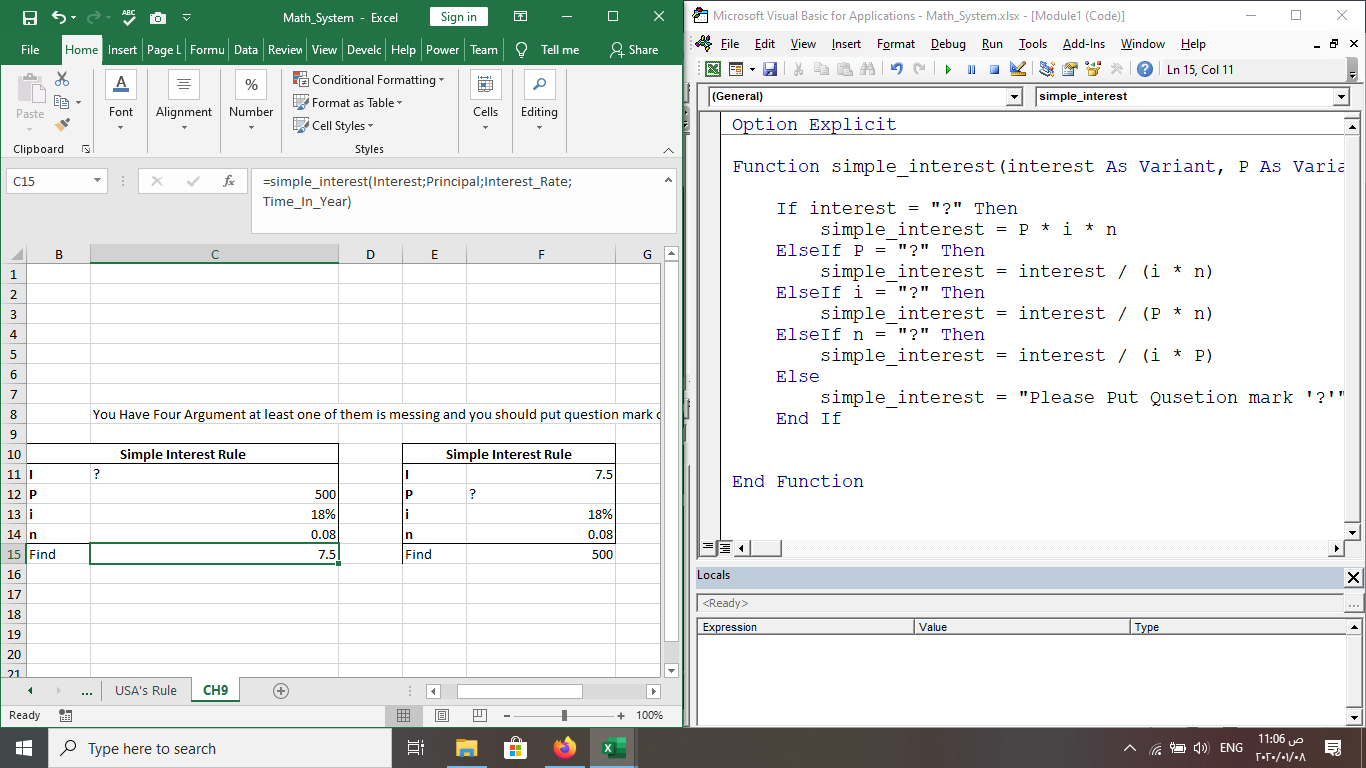 Math_System - Excel
Sign in
File Home Insert Page L Formu Data Review View Develc Help Power Team Tell me Share
Paste
Clipboard
Font
Alignment
%
Number
Conditional Formatting
Format as Table
Cell Styles
Styles
Cells
Editing
C15
fx
=simple_interest(Interest;Principal;Interest_Rate;
Time_In_Year)
B C D E F G
1
2
3
4
5
6
7
8 You Have Four Argument at least one of them is messing and you should put question mark
9
10 Simple Interest Rule Simple Interest Rule
11 I ? I 7.5
12 P 500 P ?
13 i 18% i 18%
14 n 0.08 n 0.08
15 Find 7.5 Find 500
16
17
18
19
20
21
... USA's Rule CH9
Ready
100%
Microsoft Visual Basic for Applications - Math_System.xlsx - [Module1 (Code)]
File Edit View Insert Format Debug Run Tools Add-Ins Window Help
Ln 15, Col 11
(General) simple_interest
Option Explicit
Function simple_interest(interest As Variant, P As Varia
If interest = "?" Then
simple_interest = P * i * n
ElseIf P = "?" Then
simple_interest = interest / (i * n)
ElseIf i = "?" Then
simple_interest = interest / (P * n)
ElseIf n = "?" Then
simple_interest = interest / (i * P)
Else
simple_interest = "Please Put Qusetion mark '?'"
End If
End Function
Locals
<Ready>
...
Expression Value Type
Type here to search
ENG
11:06 ص
٢٠٢٠/٠١/٠٨